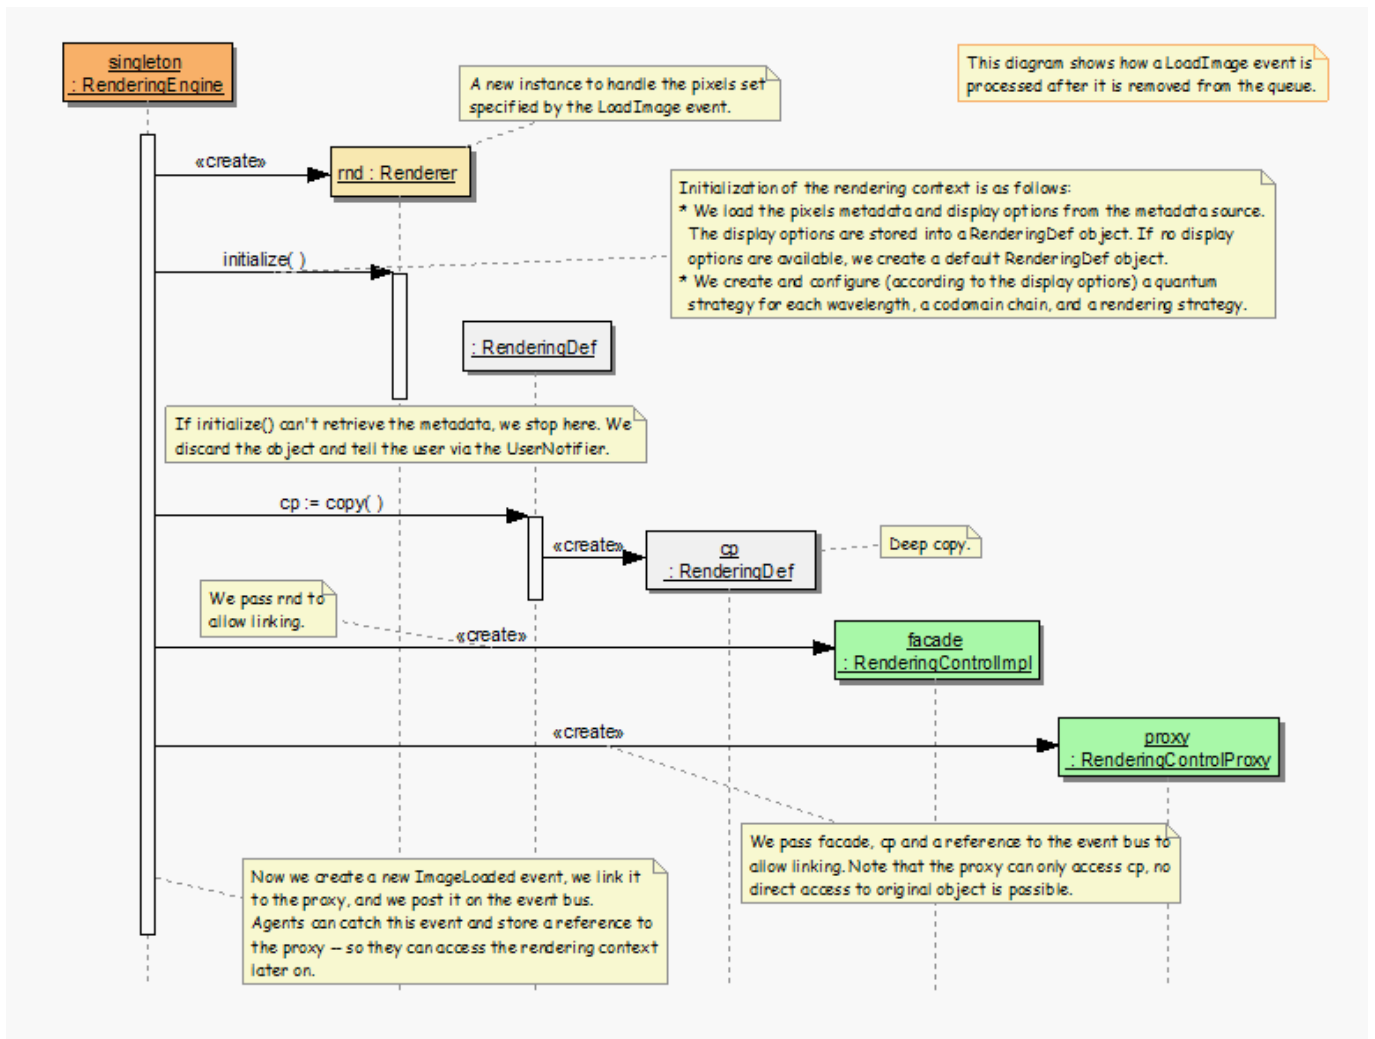 singleton
: RenderingEngine
This diagram shows how a LoadImage event is
processed after it is removed from the queue.
A new instance to handle the pixels set
specified by the LoadImage event.
«create»
rnd : Renderer
Initialization of the rendering context is as follows:
* We load the pixels metadata and display options from the metadata source.
The display options are stored into a RenderingDef object. If no display
options are available, we create a default RenderingDef object.
* We create and configure (according to the display options) a quantum
strategy for each wavelength, a codomain chain, and a rendering strategy.
initialize( )
: RenderingDef
If initialize() can't retrieve the metadata, we stop here. We
discard the object and tell the user via the UserNotifier.
cp := copy( )
«create»
cp
: RenderingDef
Deep copy.
We pass rnd to
allow linking.
«create»
facade
: RenderingControlImpl
«create»
proxy
: RenderingControlProxy
We pass facade, cp and a reference to the event bus to
allow linking. Note that the proxy can only access cp, no
direct access to original object is possible.
Now we create a new ImageLoaded event, we link it
to the proxy, and we post it on the event bus.
Agents can catch this event and store a reference to
the proxy -- so they can access the rendering context
later on.